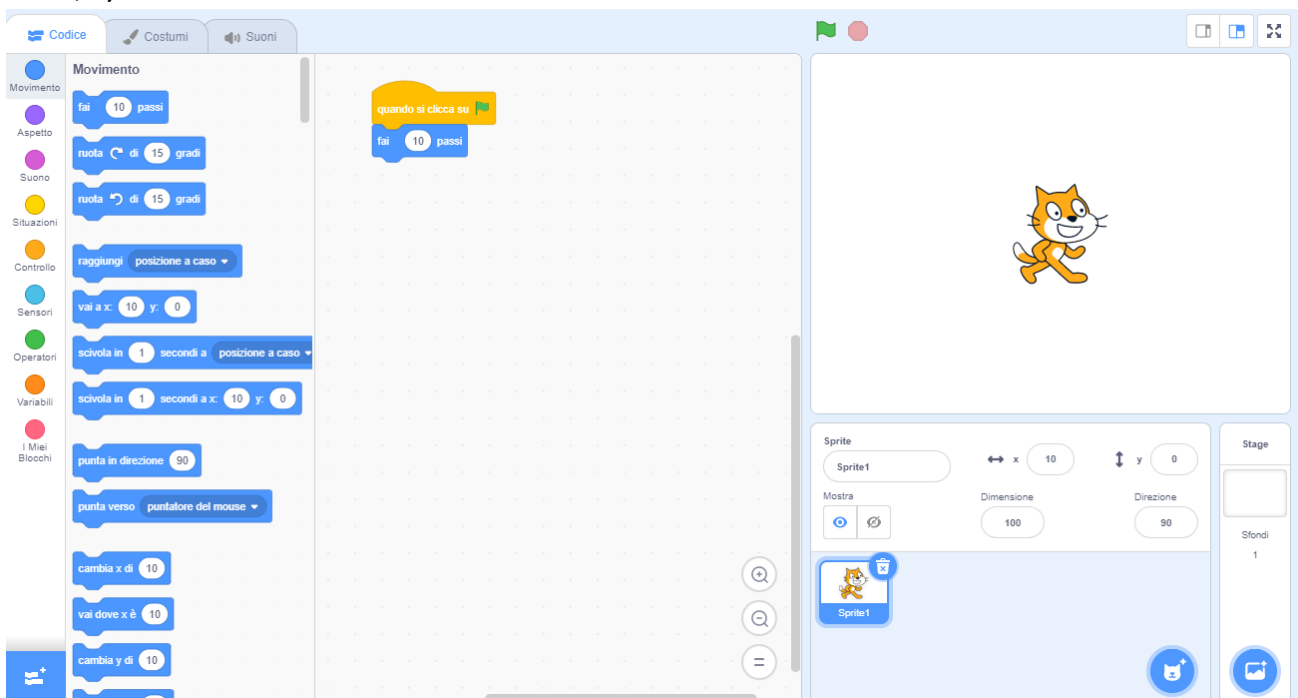 Codice
Costumi
Suoni
Movimento
Aspetto
Suono
Situazioni
Controllo
Sensori
Operatori
Variabili
I Miei
Blocchi
Movimento
fai 10 passi
ruota di 15 gradi
ruota di 15 gradi
raggiungi posizione a caso
vai a x: 10 y: 0
scivola in 1 secondi a posizione a caso
scivola in 1 secondi a x: 10 y: 0
punta in direzione 90
punta verso puntatore del mouse
cambia x di 10
vai dove x è 10
cambia y di 10
quando si clicca su
fai 10 passi
Sprite
Sprite1
x 10
y 0
Mostra
Dimensione
100
Direzione
90
Sprite1
Stage
Sfondi
1